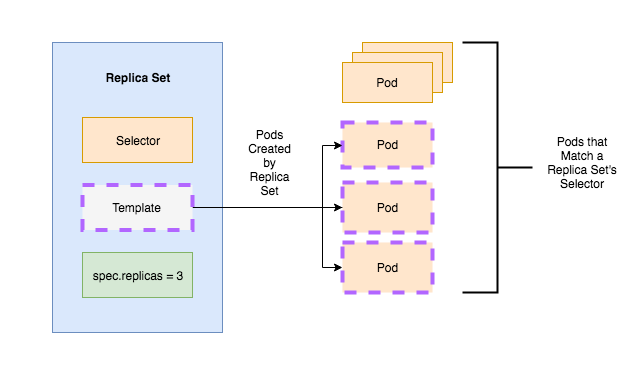 Replica Set
Selector
Template
spec.replicas = 3
Pods
Created
by
Replica
Set
Pod
Pod
Pod
Pod
Pods that
Match a
Replica Set's
Selector